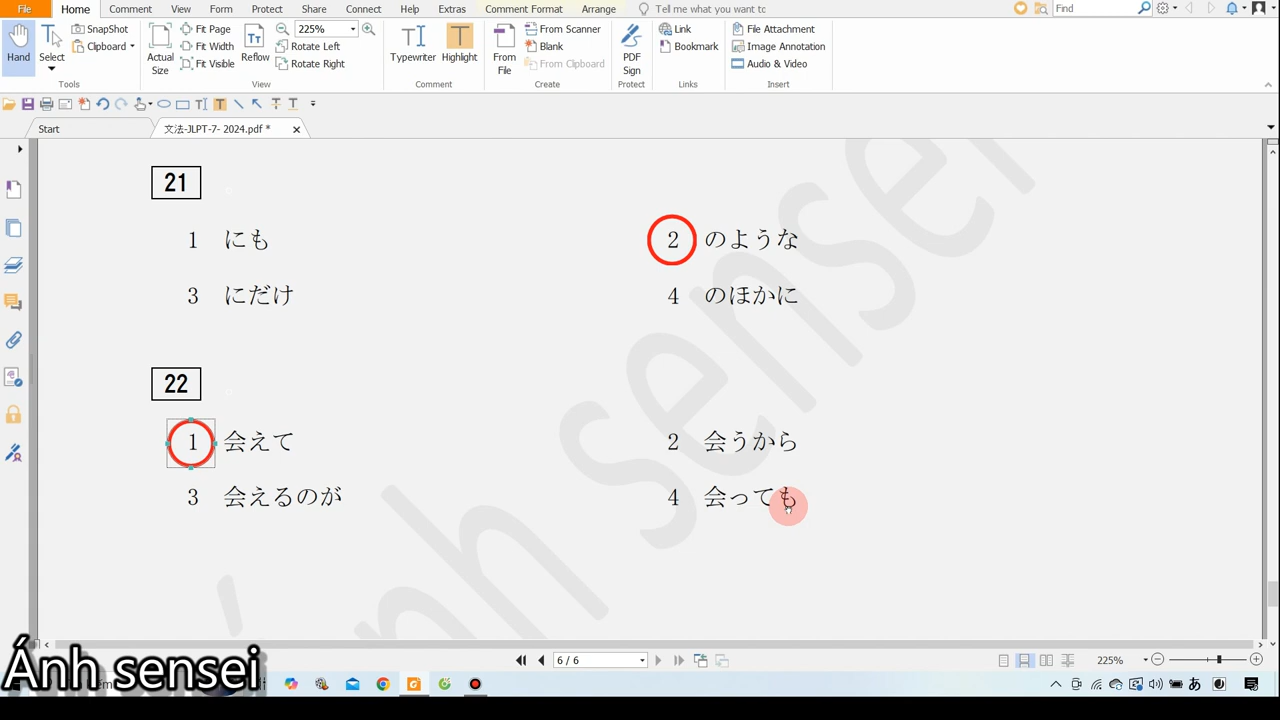 File Home Comment View Form Protect Share Connect Help Extras Comment Format Arrange Tell me what you want tc Find
SnapShot Fit Page 225% From Scanner Link File Attachment
Clipboard Fit Width Rotate Left Blank Bookmark Image Annotation
Fit Visible Rotate Right From Clipboard Audio & Video
Hand Select Actual Size Reflow Typewriter Highlight From File PDF Sign
Tools View Comment Create Protect Links Insert
Start 文法-JLPT-7- 2024.pdf *
21
1 にも 2 のような
3 にだけ 4 のほかに
22
1 会えて 2 会うから
3 会えるのが 4 会っても
Ánh sensei
6 / 6 225%
Ánh sensei